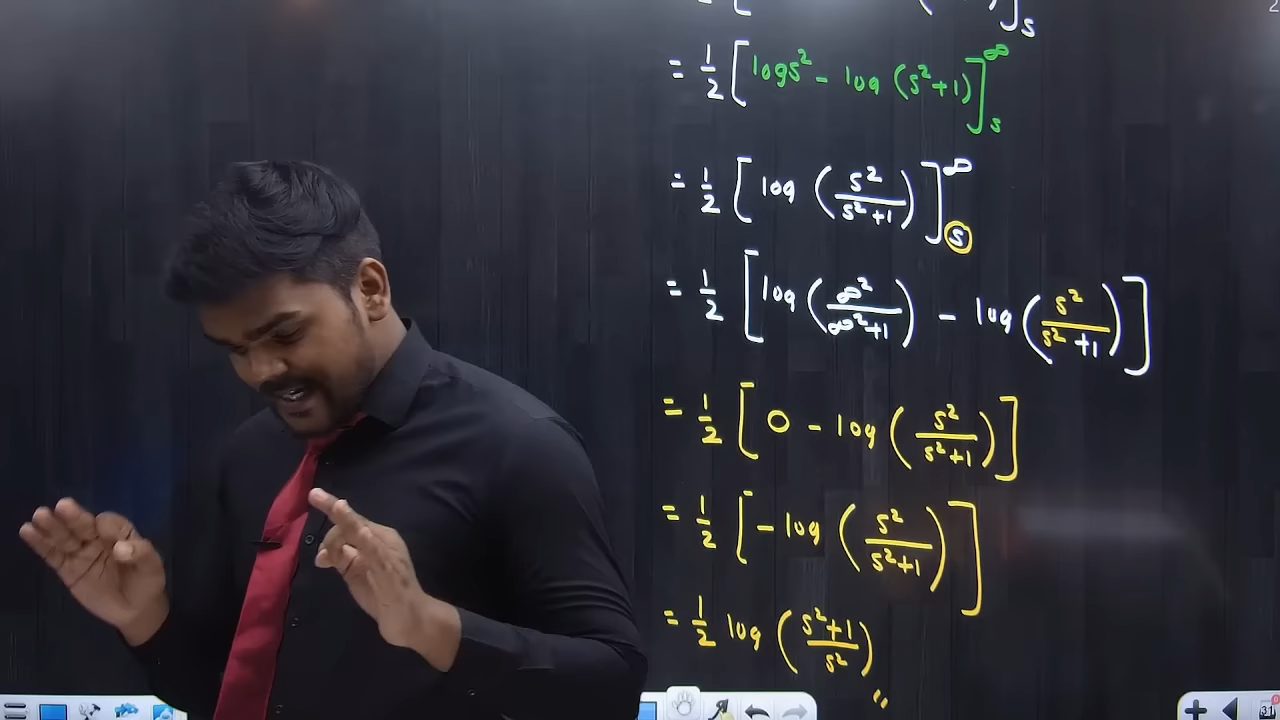 = 1/2 [log s² - log (s²+1)]_s^∞
= 1/2 [log (s²/(s²+1))]_s^∞
= 1/2 [log (∞²/(∞²+1)) - log (s²/(s²+1))]
= 1/2 [0 - log (s²/(s²+1))]
= 1/2 [-log (s²/(s²+1))]
= 1/2 log ((s²+1)/s²) "